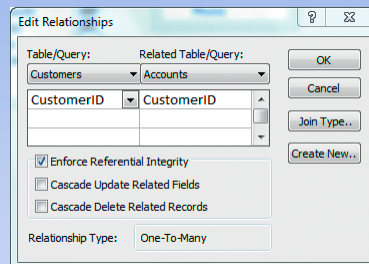 Edit Relationships
Table/Query: Related Table/Query:
Customers Accounts
CustomerID CustomerID
Enforce Referential Integrity
Cascade Update Related Fields
Cascade Delete Related Records
Relationship Type: One-To-Many
OK
Cancel
Join Type..
Create New..